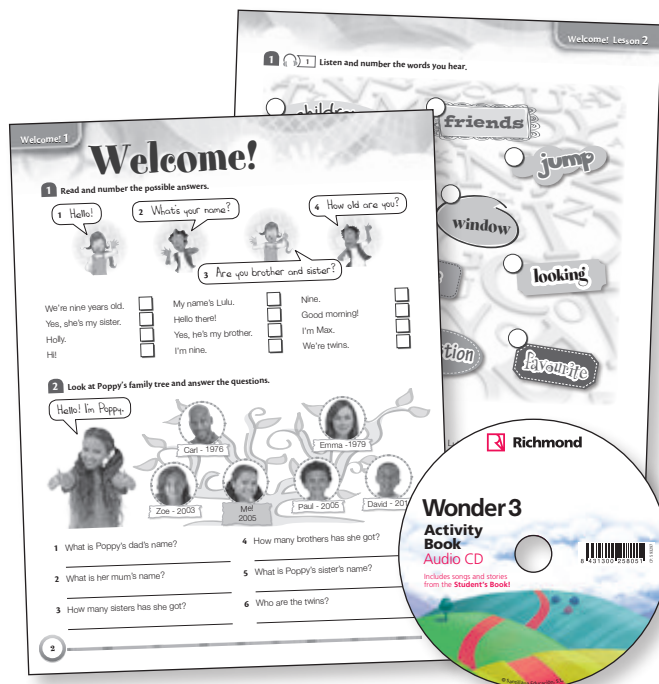 Welcome! Lesson 2
1 1 Listen and number the words you hear.
children
friends
jump
window
looking
favourite
Welcome! 1
Welcome!
1 Read and number the possible answers.
1 Hello!
2 What's your name?
4 How old are you?
3 Are you brother and sister?
We're nine years old.
Yes, she's my sister.
Holly.
Hi!
My name's Lulu.
Hello there!
Yes, he's my brother.
I'm nine.
Nine.
Good morning!
I'm Max.
We're twins.
2 Look at Poppy's family tree and answer the questions.
Hello! I'm Poppy.
Carl - 1976
Emma -1979
Zoe - 2003
Me!
2005
Paul - 2005
David - 201
1 What is Poppy's dad's name?
2 What is her mum's name?
3 How many sisters has she got?
4 How many brothers has she got?
5 What is Poppy's sister's name?
6 Who are the twins?
2
Richmond
Wonder 3
Activity
Book
Audio CD
Includes songs and stories
from the Student's Book!
8 431300 258051